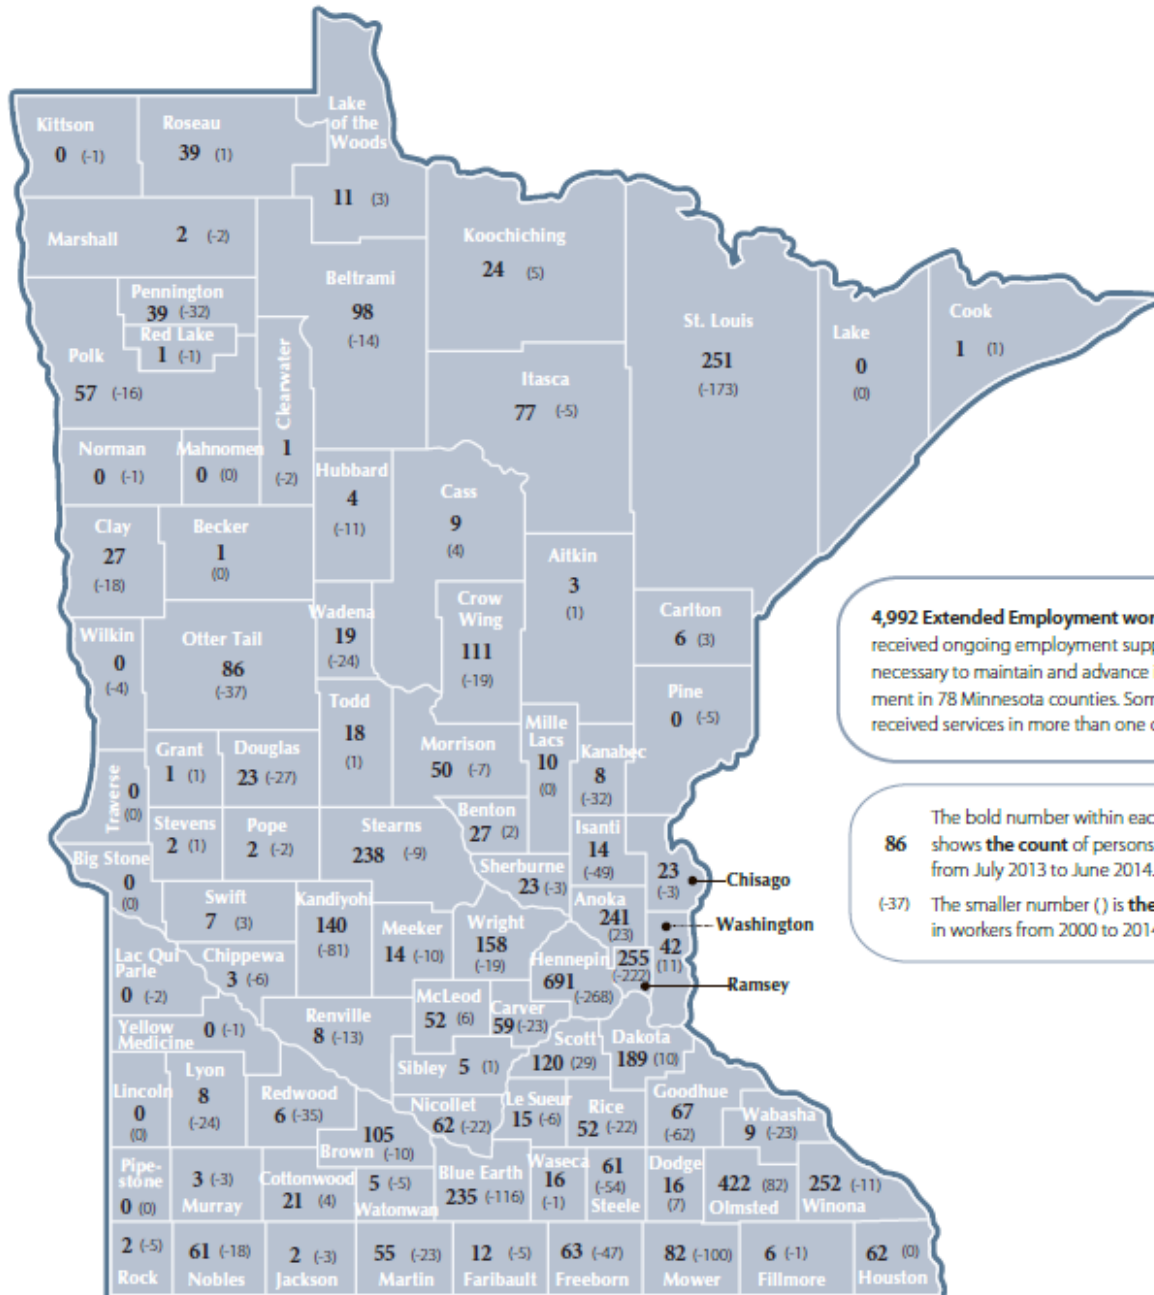 Kittson
0 (-1)
Roseau
39 (1)
Lake
of the
Woods
11 (3)
Marshall 2 (-2)
Koochiching
24 (5)
Beltrami
98
(-14)
Pennington
39 (-32)
Red Lake
1 (-1)
Polk
57 (-16)
Clearwater
1
(-2)
St. Louis
251
(-173)
Lake
0
(0)
Cook
1 (1)
Itasca
77 (-5)
Norman
0 (-1)
Mahnomen
0 (0)
Hubbard
4
(-11)
Cass
9
(4)
Clay
27
(-18)
Becker
1
(0)
Aitkin
3
(1)
Wadena
19
(-24)
Crow
Wing
111
(-19)
Carlton
6 (3)
Wilkin
0
(-4)
Otter Tail
86
(-37)
Pine
0 (-5)
Todd
18
(1)
Mille
Lacs
10
(0)
Morrison
50 (-7)
Kanabec
8
(-32)
Grant
1 (1)
Douglas
23 (-27)
Traverse
0
(0)
Stevens
2 (1)
Pope
2 (-2)
Stearns
238 (-9)
Benton
27 (2)
Isanti
14
(-49)
Big Stone
0
(0)
Sherburne
23 (-3)
23
(-3)
Chisago
Swift
7 (3)
Kandiyohi
140
(-81)
Meeker
14 (-10)
Wright
158
(-19)
Anoka
241
(23)
Washington
42
(11)
Lac Qui
Parle
0 (-2)
Chippewa
3 (-6)
Hennepin
691
(-268)
255
(-222)
Ramsey
McLeod
52 (6)
Carver
59 (-23)
Yellow
Medicine
0 (-1)
Renville
8 (-13)
Scott
120 (29)
Dakota
189 (10)
Sibley 5 (1)
Lincoln
0
(0)
Lyon
8
(-24)
Redwood
6 (-35)
Nicollet
62 (-22)
Le Sueur
15 (-6)
Rice
52 (-22)
Goodhue
67
(-62)
Wabasha
9 (-23)
105
Brown (-10)
Pipe-
stone
0 (0)
3 (-3)
Murray
Cottonwood
21 (4)
5 (-5)
Watonwan
Blue Earth
235 (-116)
Waseca
16
(-1)
61
(-54)
Steele
Dodge
16
(7)
422 (82)
Olmsted
252 (-11)
Winona
2 (-5)
Rock
61 (-18)
Nobles
2 (-3)
Jackson
55 (-23)
Martin
12 (-5)
Faribault
63 (-47)
Freeborn
82 (-100)
Mower
6 (-1)
Fillmore
62 (0)
Houston
4,992 Extended Employment wor
received ongoing employment supp
necessary to maintain and advance
ment in 78 Minnesota counties. Som
received services in more than one
The bold number within eac
86 shows the count of persons
from July 2013 to June 2014.
(-37) The smaller number ( ) is the
in workers from 2000 to 2014